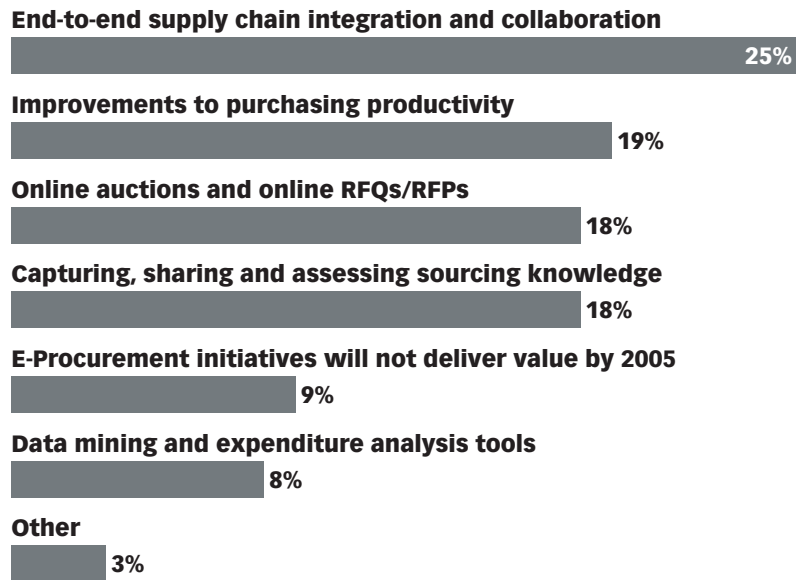 End-to-end supply chain integration and collaboration
25%
Improvements to purchasing productivity
19%
Online auctions and online RFQs/RFPs
18%
Capturing, sharing and assessing sourcing knowledge
18%
E-Procurement initiatives will not deliver value by 2005
9%
Data mining and expenditure analysis tools
8%
Other
3%